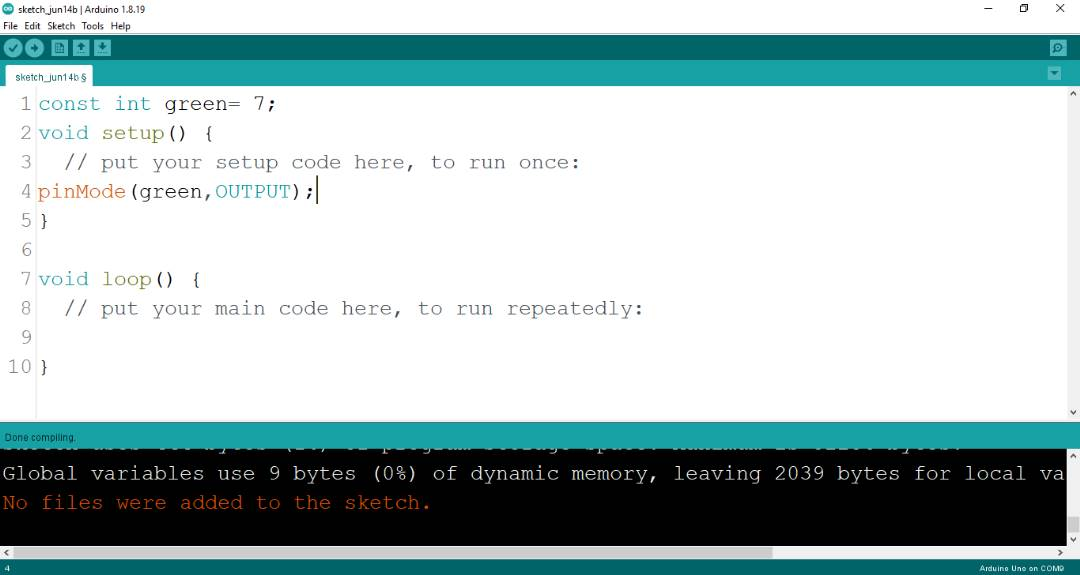 sketch_jun14b | Arduino 1.8.19
File Edit Sketch Tools Help
sketch_jun14b §
1 const int green= 7;
2 void setup() {
3 // put your setup code here, to run once:
4 pinMode(green,OUTPUT);
5 }
6
7 void loop() {
8 // put your main code here, to run repeatedly:
9
10 }
Done compiling.
Global variables use 9 bytes (0%) of dynamic memory, leaving 2039 bytes for local va
No files were added to the sketch.
4
Arduino Uno on COM9